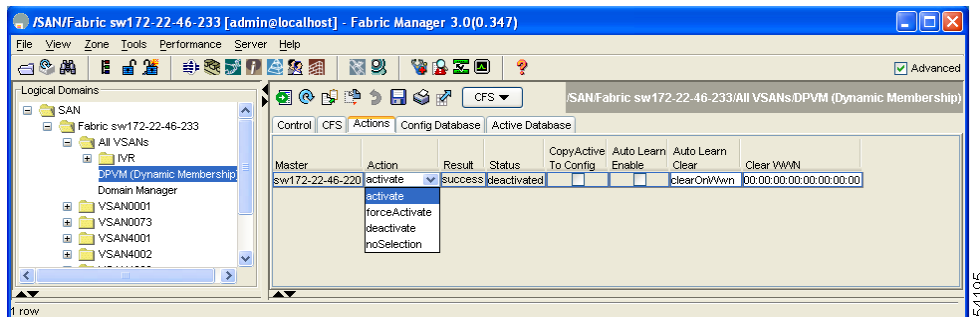 /SAN/Fabric sw172-22-46-233 [admin@localhost] - Fabric Manager 3.0(0.347)
File View Zone Tools Performance Server Help
Advanced
Logical Domains
SAN
Fabric sw172-22-46-233
All VSANs
IVR
DPVM (Dynamic Membership
Domain Manager
VSAN0001
VSAN0073
VSAN4001
VSAN4002
CFS
/SAN/Fabric sw172-22-46-233/All VSANs/DPVM (Dynamic Membership)
Control CFS Actions Config Database Active Database
CopyActive Auto Learn Auto Learn
Master Action Result Status To Config Enable Clear Clear WWN
sw172-22-46-220 activate success deactivated clearOnWwn 00:00:00:00:00:00:00:00
activate
forceActivate
deactivate
noSelection
1 row